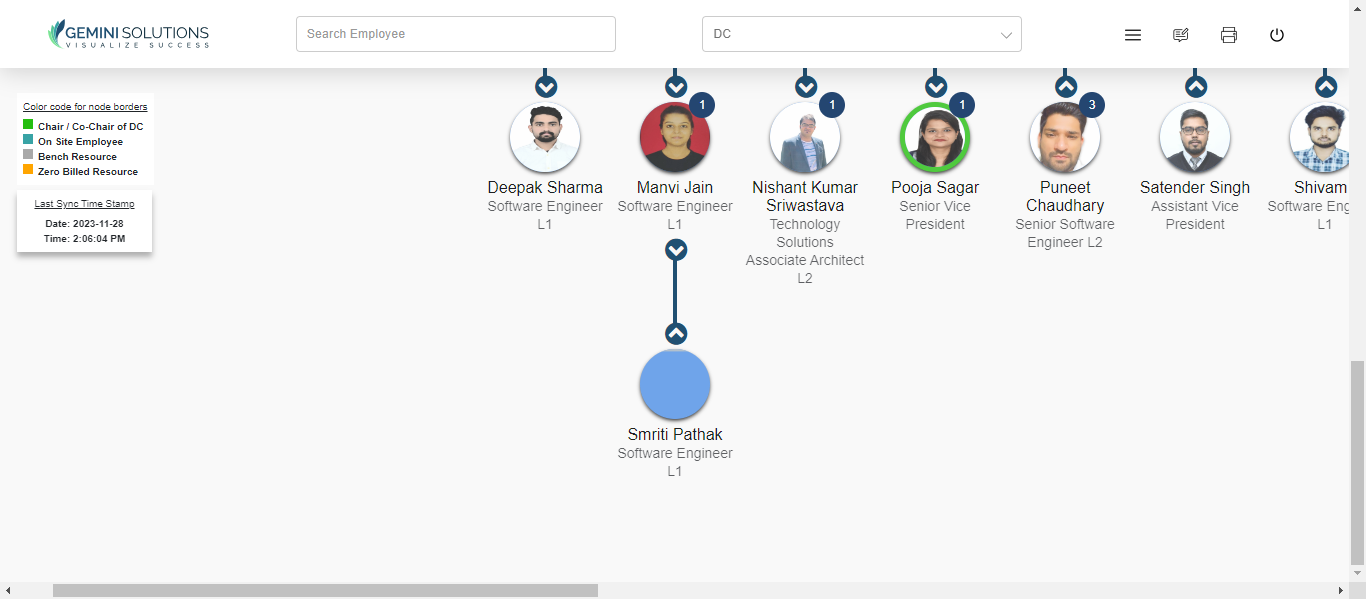 GEMINI SOLUTIONS
VISUALIZE SUCCESS
Search Employee
DC
Color code for node borders
Chair / Co-Chair of DC
On Site Employee
Bench Resource
Zero Billed Resource
Last Sync Time Stamp
Date: 2023-11-28
Time: 2:06:04 PM
Deepak Sharma
Software Engineer
L1
1
Manvi Jain
Software Engineer
L1
1
Nishant Kumar
Sriwastava
Technology
Solutions
Associate Architect
L2
1
Pooja Sagar
Senior Vice
President
3
Puneet
Chaudhary
Senior Software
Engineer L2
Satender Singh
Assistant Vice
President
Shivam
Software Eng
L1
Smriti Pathak
Software Engineer
L1